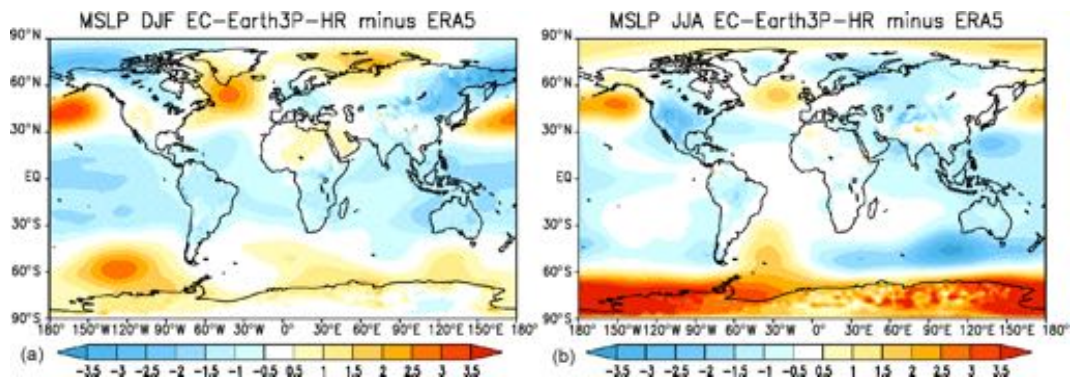 MSLP DJF EC-Earth3P-HR minus ERA5
90°N
60°N
30°N
EQ
30°S
60°S
90°S
180° 150°W 120°W 90°W 60°W 30°W 0° 30°E 60°E 90°E 120°E 150°E 180°
(a)
-3.5 -3 -2.5 -2 -1.5 -1 -0.5 0.5 1 1.5 2 2.5 3 3.5
MSLP JJA EC-Earth3P-HR minus ERA5
90°N
60°N
30°N
EQ
30°S
60°S
90°S
180° 150°W 120°W 90°W 60°W 30°W 0° 30°E 60°E 90°E 120°E 150°E 180°
(b)
-3.5 -3 -2.5 -2 -1.5 -1 -0.5 0.5 1 1.5 2 2.5 3 3.5